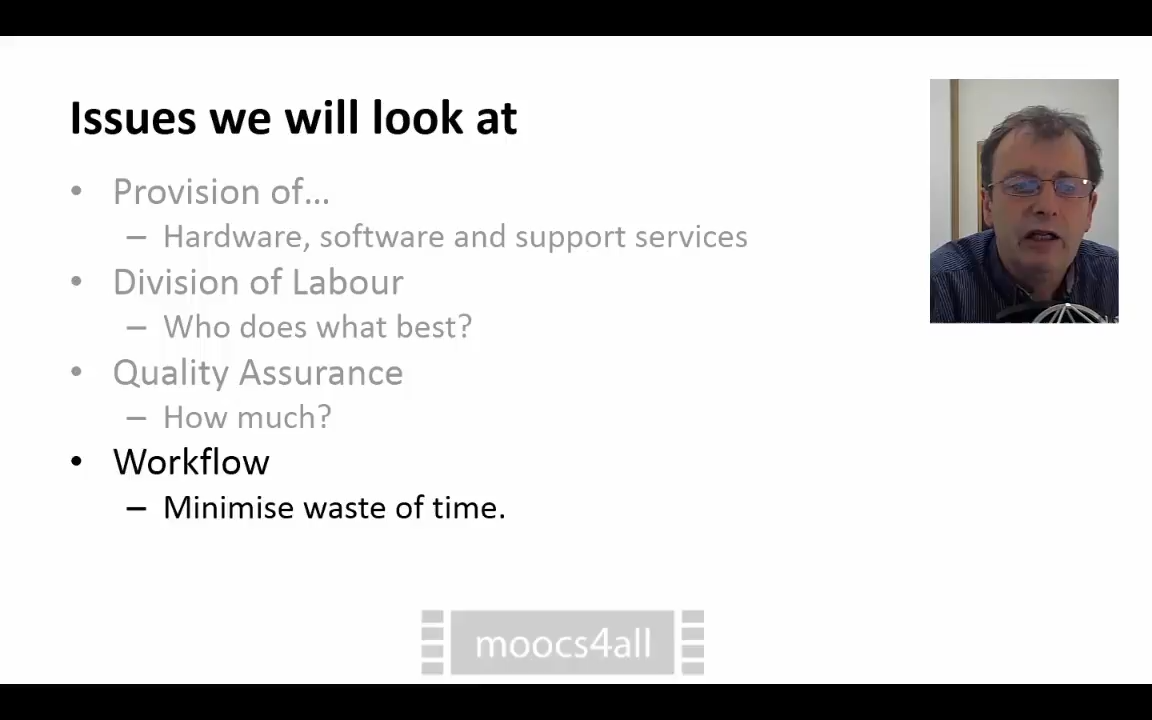 Issues we will look at
• Provision of...
– Hardware, software and support services
• Division of Labour
– Who does what best?
• Quality Assurance
– How much?
• Workflow
– Minimise waste of time.
moocs4all